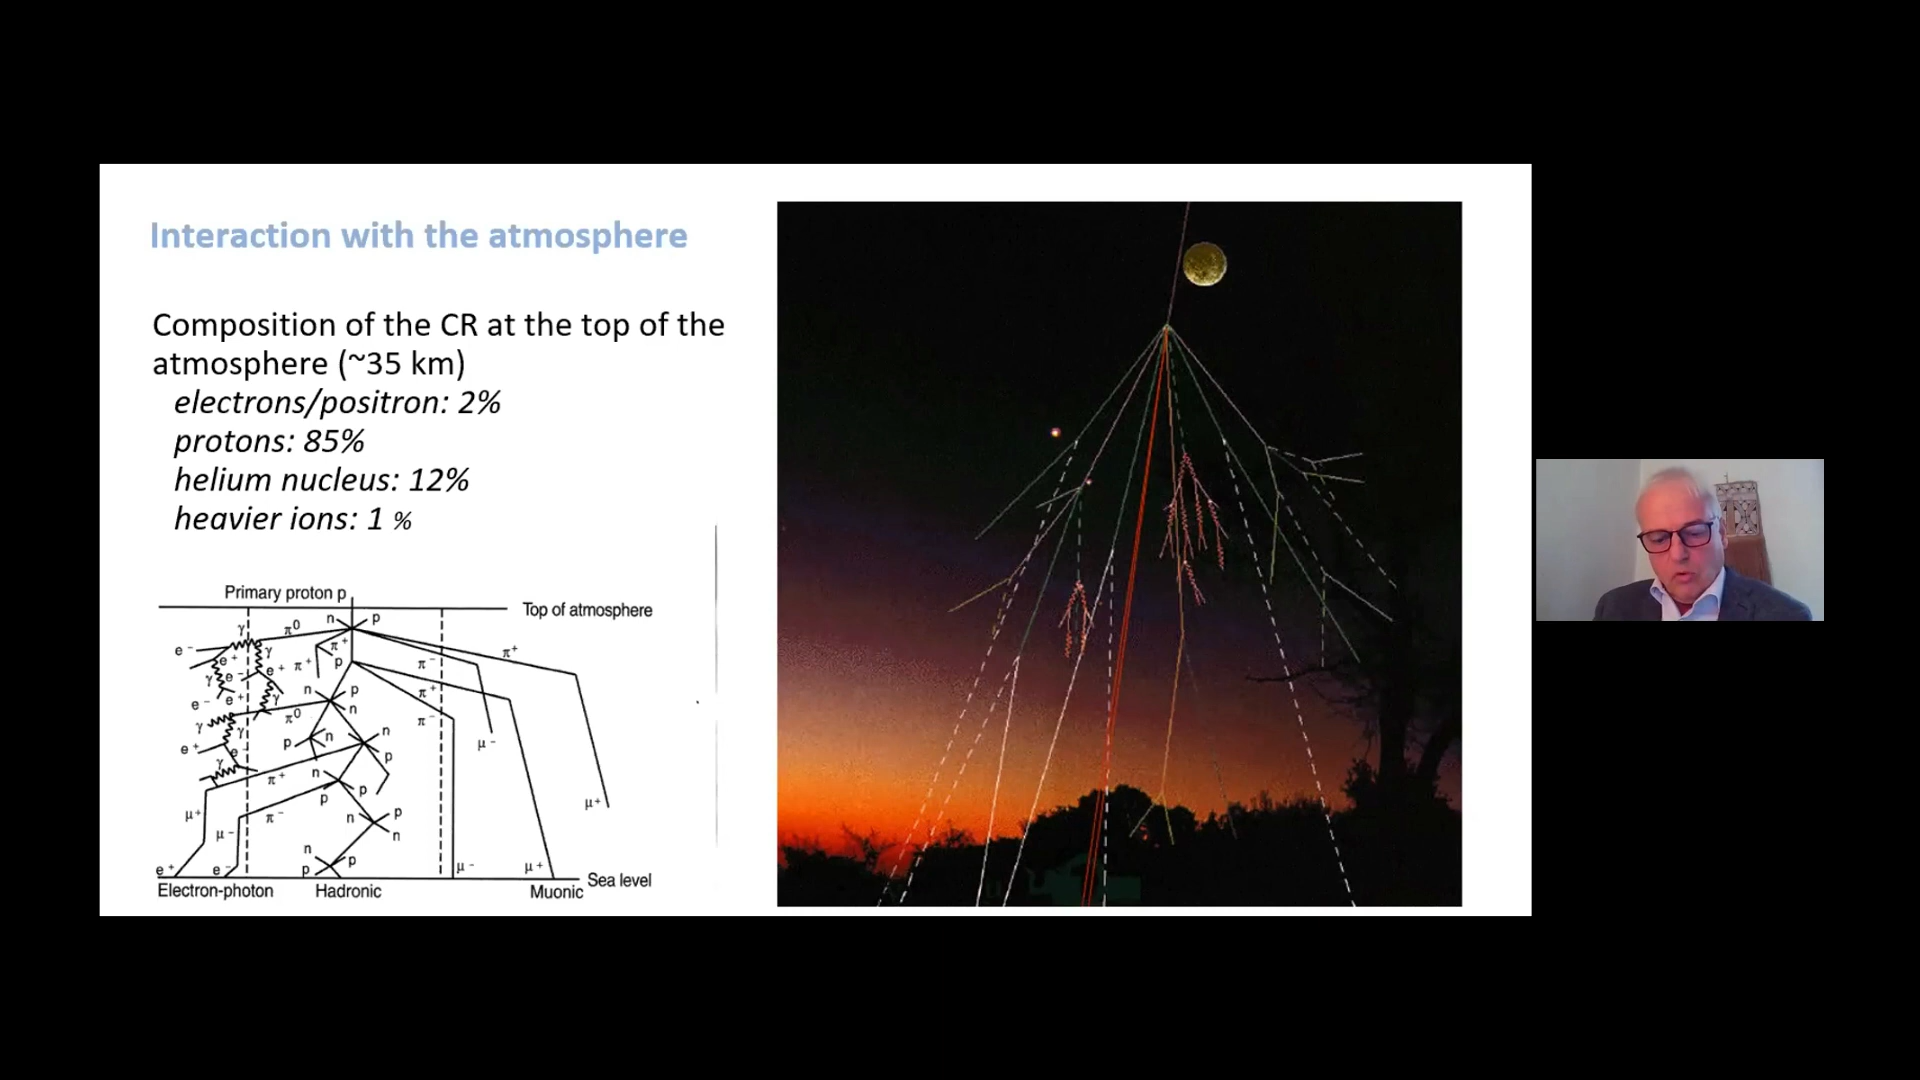 Interaction with the atmosphere
Composition of the CR at the top of the
atmosphere (~35 km)
electrons/positron: 2%
protons: 85%
helium nucleus: 12%
heavier ions: 1 %
Primary proton p
Top of atmosphere
n p
γ π⁰
e⁻ π⁺ π⁺
e⁺ γ p π⁻
e⁺ π⁺
γ e⁻
n p π⁺
e⁻ e⁺ γ n
π⁰ π⁻
γ γ p n n
e⁺ e⁻ μ⁻
p
γ π⁺ n
p p
μ⁺
μ⁺ π⁻ n p
μ⁻ n
n p
e⁺ e⁻ p μ⁻ μ⁺
Sea level
Electron-photon Hadronic Muonic